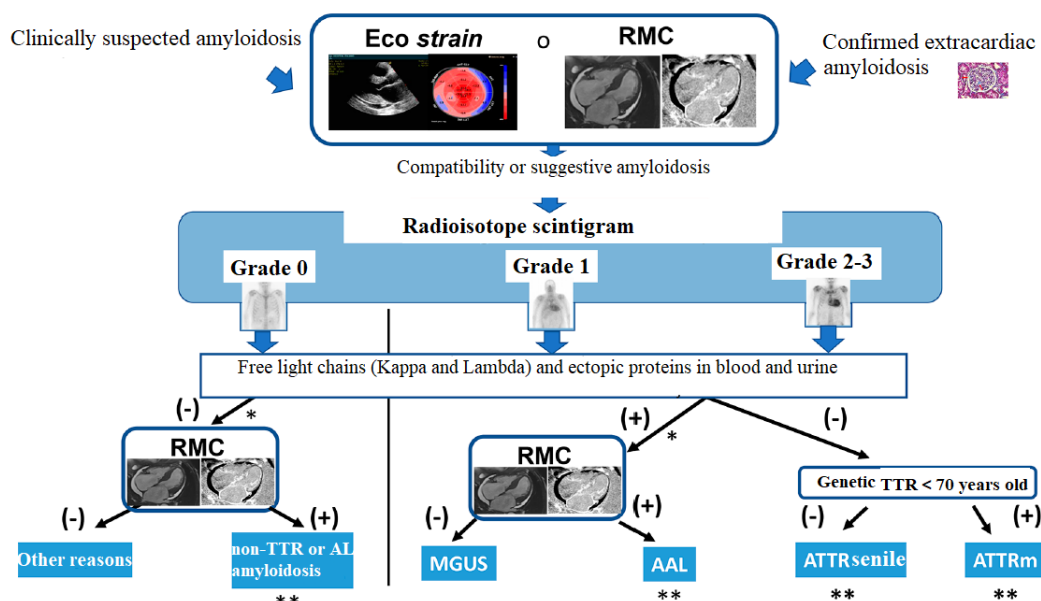 Clinically suspected amyloidosis
Eco strain
o
RMC
Confirmed extracardiac
amyloidosis
Compatibility or suggestive amyloidosis
Radioisotope scintigram
Grade 0
Grade 1
Grade 2-3
Free light chains (Kappa and Lambda) and ectopic proteins in blood and urine
(-)
*
RMC
(-)
(+)
Other reasons
non-TTR or AL
amyloidosis
**
(+)
*
RMC
(-)
(+)
MGUS
AAL
**
(-)
Genetic TTR < 70 years old
(-)
(+)
ATTR senile
ATTRm
**
**